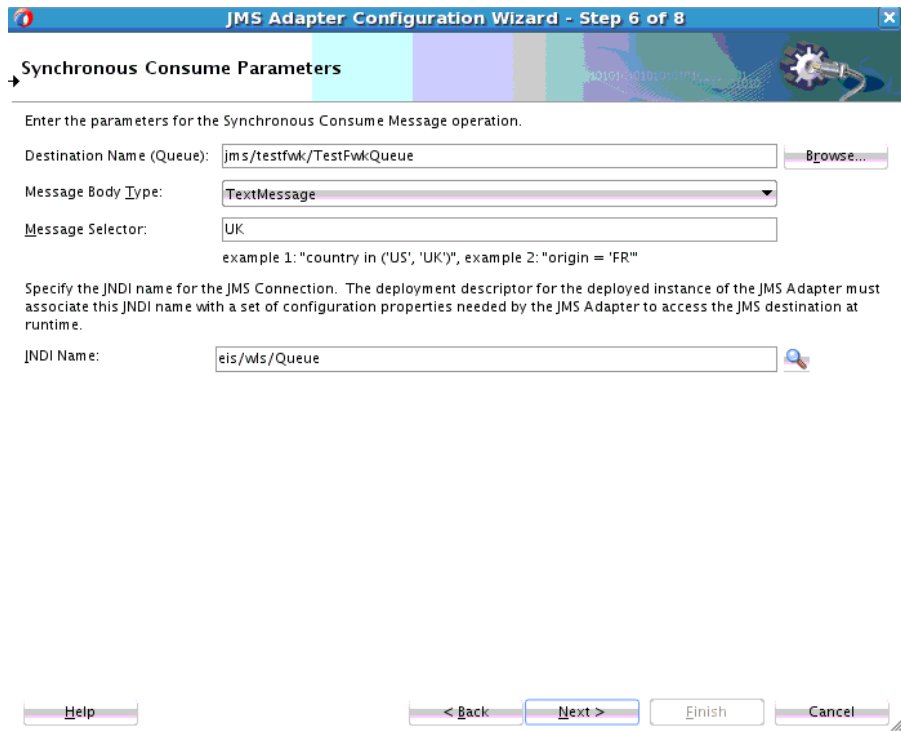 JMS Adapter Configuration Wizard - Step 6 of 8
Synchronous Consume Parameters
Enter the parameters for the Synchronous Consume Message operation.
Destination Name (Queue): jms/testfwk/TestFwkQueue Browse...
Message Body Type: TextMessage
Message Selector: UK
example 1: "country in ('US', 'UK')", example 2: "origin = 'FR'"
Specify the JNDI name for the JMS Connection. The deployment descriptor for the deployed instance of the JMS Adapter must
associate this JNDI name with a set of configuration properties needed by the JMS Adapter to access the JMS destination at
runtime.
JNDI Name: eis/wls/Queue
Help < Back Next > Finish Cancel